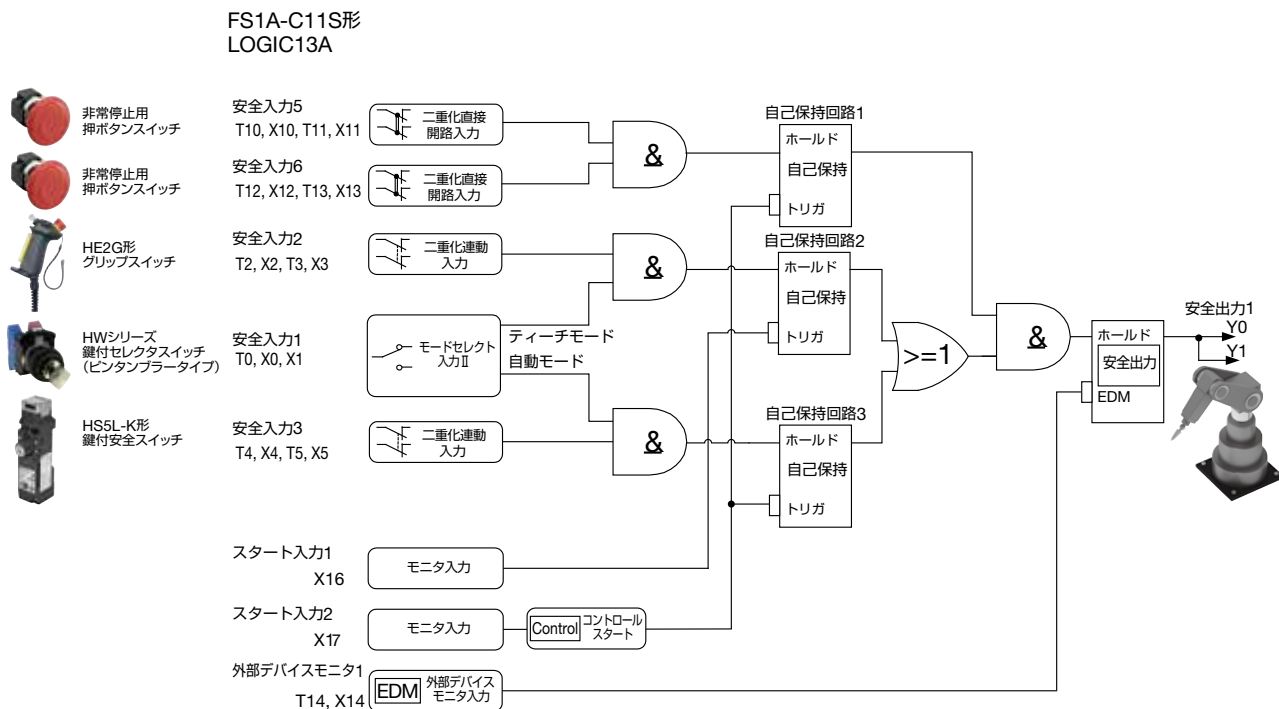 FS1A-C11S形
LOGIC13A
非常停止用
押ボタンスイッチ
安全入力5
T10, X10, T11, X11
二重化直接
開路入力
非常停止用
押ボタンスイッチ
安全入力6
T12, X12, T13, X13
二重化直接
開路入力
&
自己保持回路1
ホールド
自己保持
トリガ
HE2G形
グリップスイッチ
安全入力2
T2, X2, T3, X3
二重化連動
入力
&
自己保持回路2
ホールド
自己保持
トリガ
HWシリーズ
鍵付セレクタスイッチ
(ピンタンブラータイプ)
安全入力1
T0, X0, X1
モードセレクト
入力Ⅱ
ティーチモード
自動モード
>=1
&
ホールド
安全出力
EDM
安全出力1
Y0
Y1
HS5L-K形
鍵付安全スイッチ
安全入力3
T4, X4, T5, X5
二重化連動
入力
&
自己保持回路3
ホールド
自己保持
トリガ
スタート入力1
X16
モニタ入力
スタート入力2
X17
モニタ入力
Control
コントロール
スタート
外部デバイスモニタ1
T14, X14
EDM
外部デバイス
モニタ入力